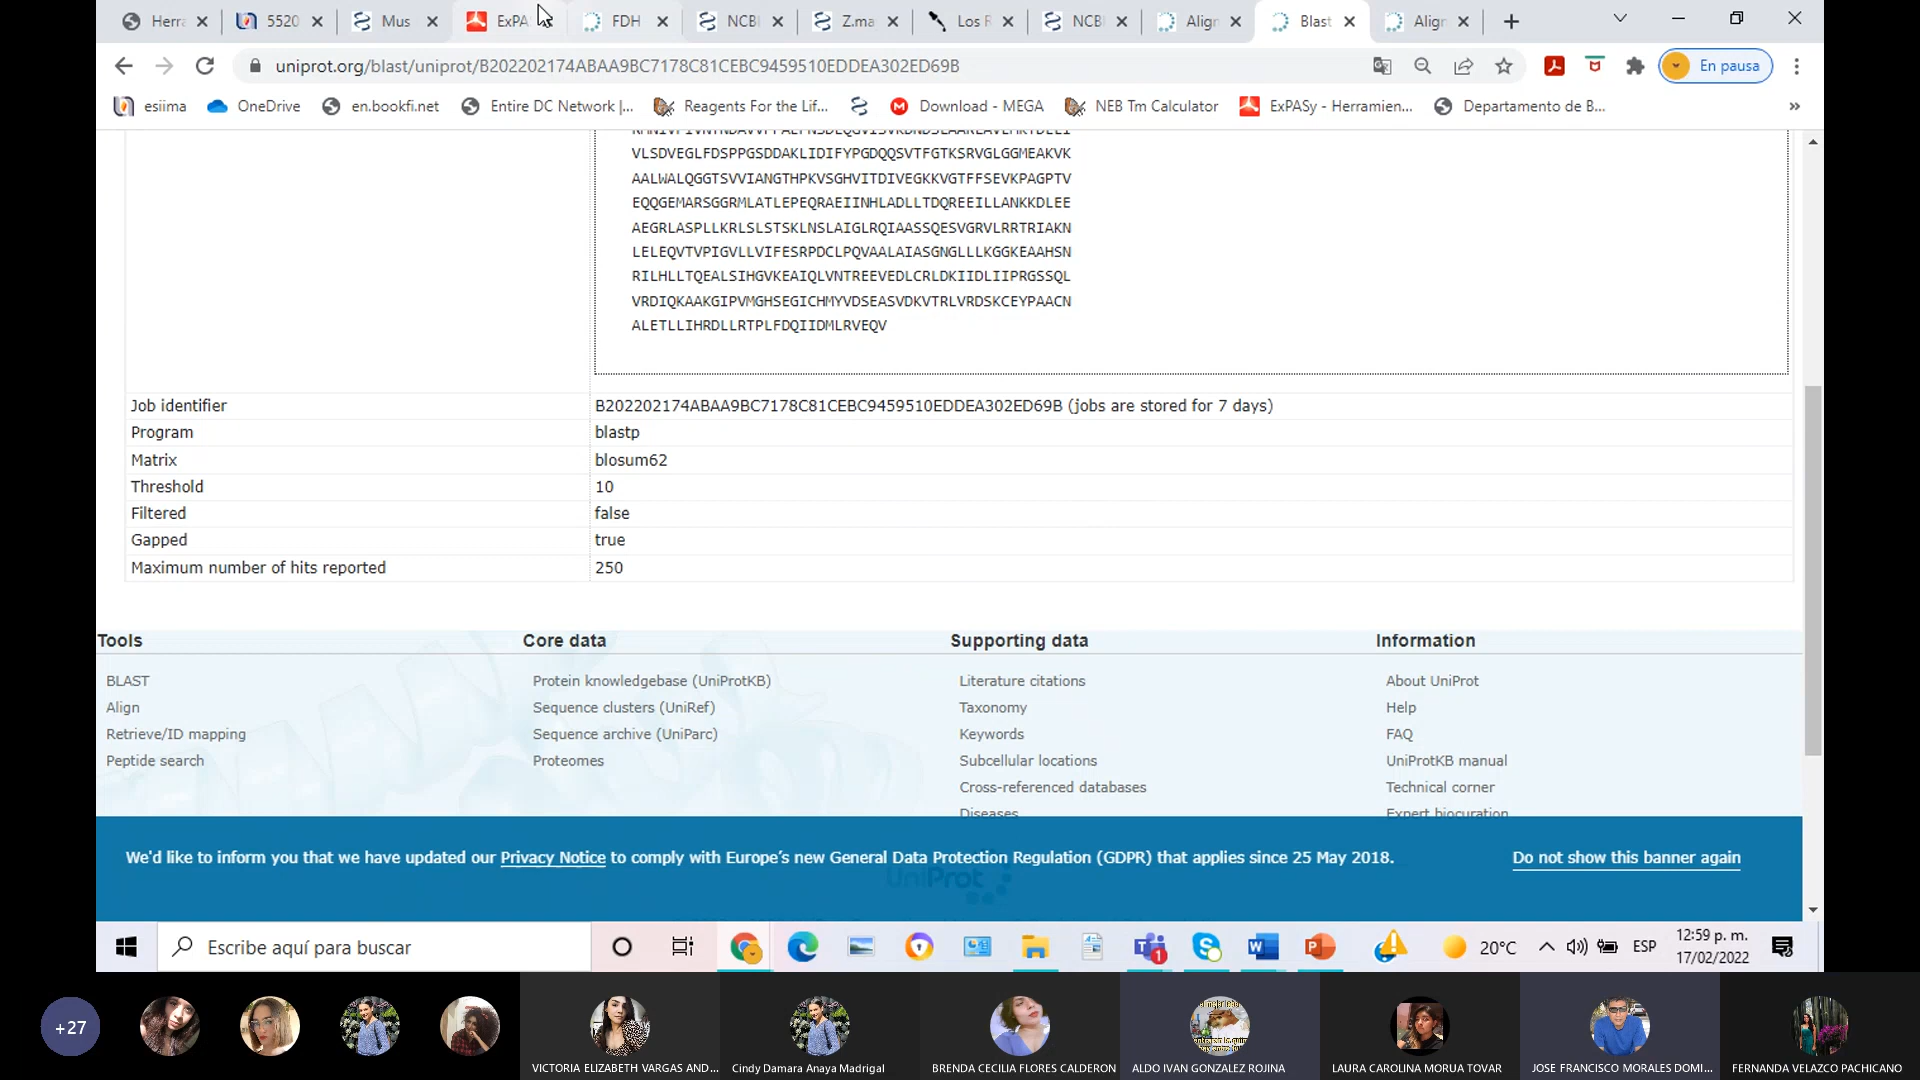 Herra
5520
Mus
ExPA
FDH
NCBI
Z.ma
Los R
NCBI
Align
Blast
Align
uniprot.org/blast/uniprot/B202202174ABAA9BC7178C81CEBC9459510EDDEA302ED69B
En pausa
esiima
OneDrive
en.bookfi.net
Entire DC Network |...
Reagents For the Lif...
Download - MEGA
NEB Tm Calculator
ExPASy - Herramien...
Departamento de B...
VLSDVEGLFDSPPGSDDAKLIDIFYPGDQQSVTFGTKSRVGLGGMEAKVK
AALWALQGGTSVVIANGTHPKVSGHVITDIVEGKKVGTFFSEVKPAGPTV
EQQGEMARSGGRMLATLEPEQRAEIINHLADLLTDQREEILLANKKDLEE
AEGRLASPLLKRLSLSTSKLNSLAIGLRQIAASSQESVGRVLRRTRIAKN
LELEQVTVPIGVLLVIFESRPDCLPQVAALAIASGNGLLLKGGKEAAHSN
RILHLLTQEALSIHGVKEAIQLVNTREEVEDLCRLDKIIDLIIPRGSSQL
VRDIQKAAKGIPVMGHSEGICHMYVDSEASVDKVTRLVRDSKCEYPAACN
ALETLLIHRDLLRTPLFDQIIDMLRVEQV
Job identifier
B202202174ABAA9BC7178C81CEBC9459510EDDEA302ED69B (jobs are stored for 7 days)
Program
blastp
Matrix
blosum62
Threshold
10
Filtered
false
Gapped
true
Maximum number of hits reported
250
Tools
BLAST
Align
Retrieve/ID mapping
Peptide search
Core data
Protein knowledgebase (UniProtKB)
Sequence clusters (UniRef)
Sequence archive (UniParc)
Proteomes
Supporting data
Literature citations
Taxonomy
Keywords
Subcellular locations
Cross-referenced databases
Diseases
Information
About UniProt
Help
FAQ
UniProtKB manual
Technical corner
Expert biocuration
We'd like to inform you that we have updated our Privacy Notice to comply with Europe's new General Data Protection Regulation (GDPR) that applies since 25 May 2018.
Do not show this banner again
UniProt
Escribe aquí para buscar
1
20°C
ESP
12:59 p. m.
17/02/2022
+27
VICTORIA ELIZABETH VARGAS AND...
Cindy Damara Anaya Madrigal
BRENDA CECILIA FLORES CALDERON
ALDO IVAN GONZALEZ ROJINA
LAURA CAROLINA MORUA TOVAR
JOSE FRANCISCO MORALES DOMI...
FERNANDA VELAZCO PACHICANO